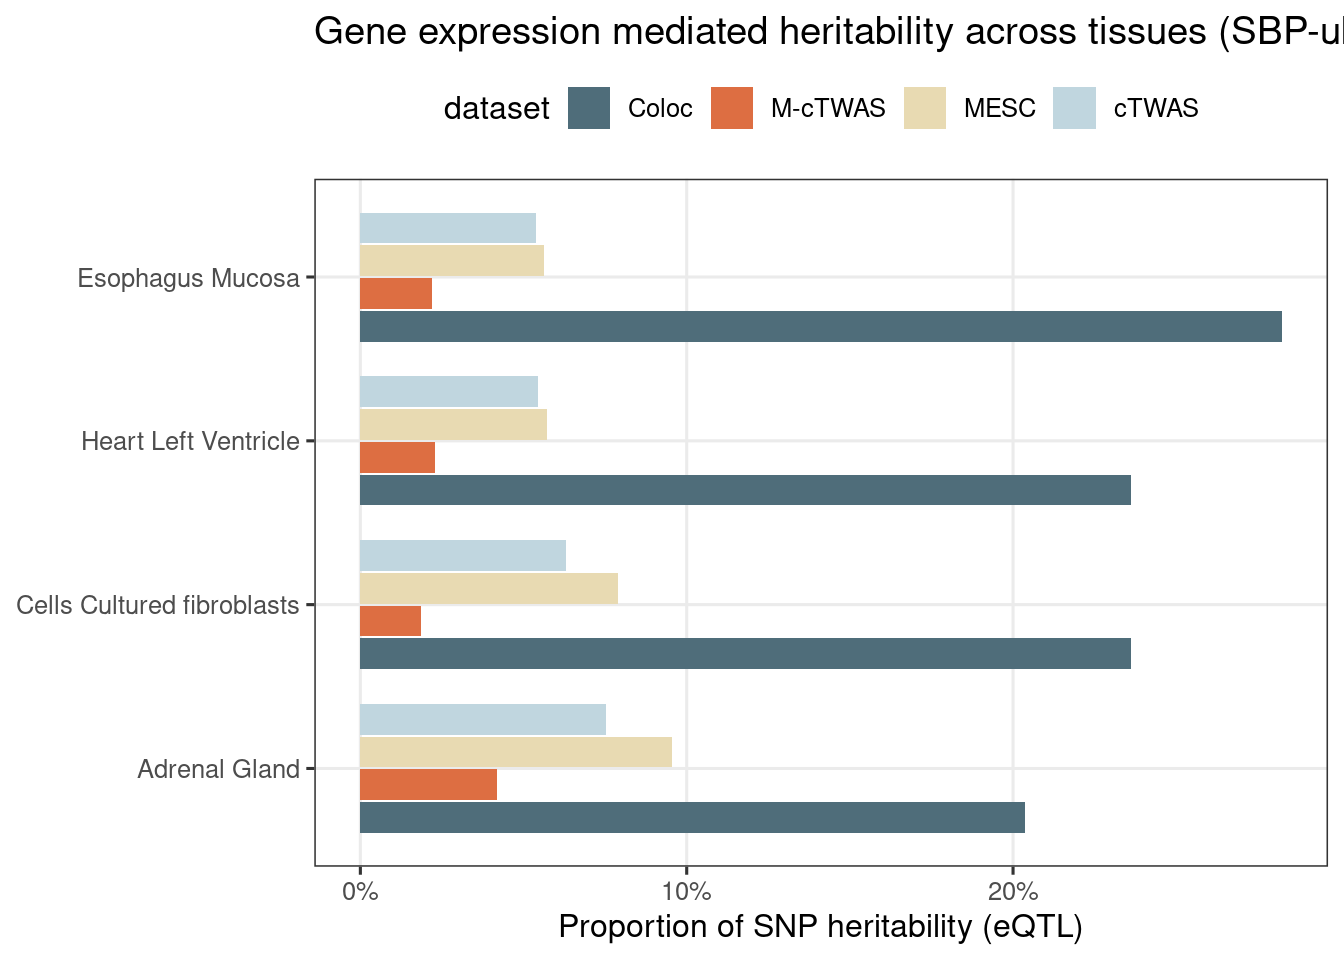 Gene expression mediated heritability across tissues
dataset Coloc M-cTWAS MESC cTWAS
Esophagus Mucosa
Heart Left Ventricle
Cells Cultured fibroblasts
Adrenal Gland
0% 10% 20%
Proportion of SNP heritability (eQTL)